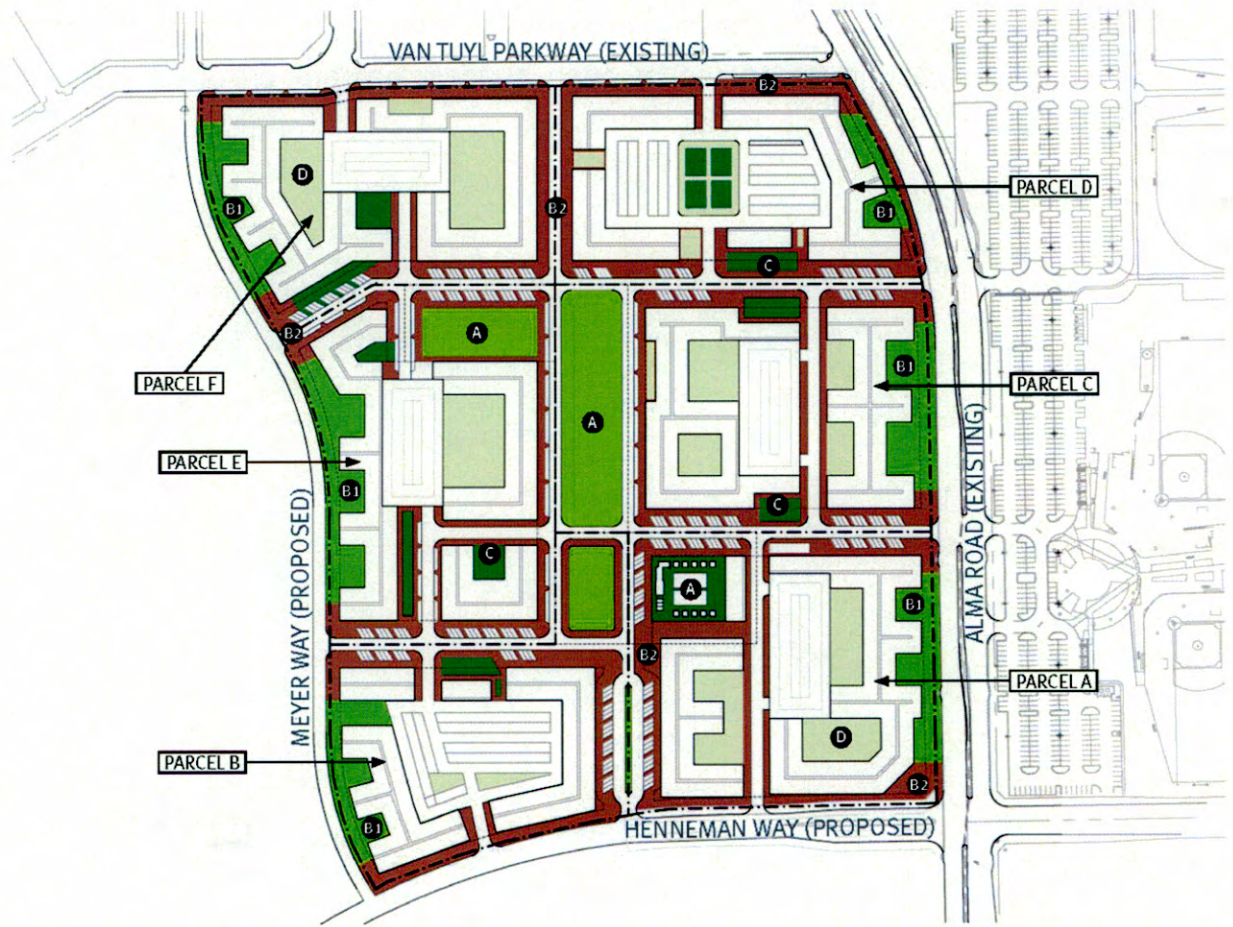 VAN TUYL PARKWAY (EXISTING)
B2
D
B1
B2
PARCEL D
B1
C
B2
A
PARCEL F
B1
PARCEL C
A
PARCEL E
B1
ALMA ROAD (EXISTING)
C
C
MEYER WAY (PROPOSED)
A
B1
B2
PARCEL A
D
PARCEL B
B2
B1
HENNEMAN WAY (PROPOSED)